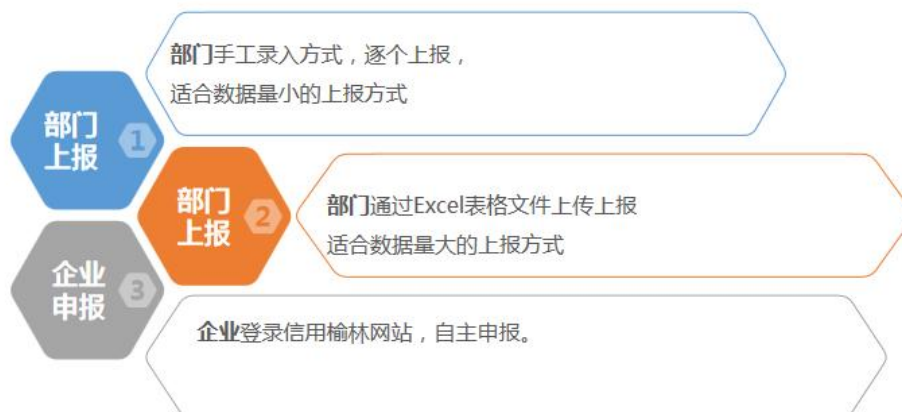 部门手工录入方式，逐个上报，
适合数据量小的上报方式
部门
上报
1
部门
上报
2
部门通过Excel表格文件上传上报
适合数据量大的上报方式
企业
申报
3
企业登录信用榆林网站，自主申报。